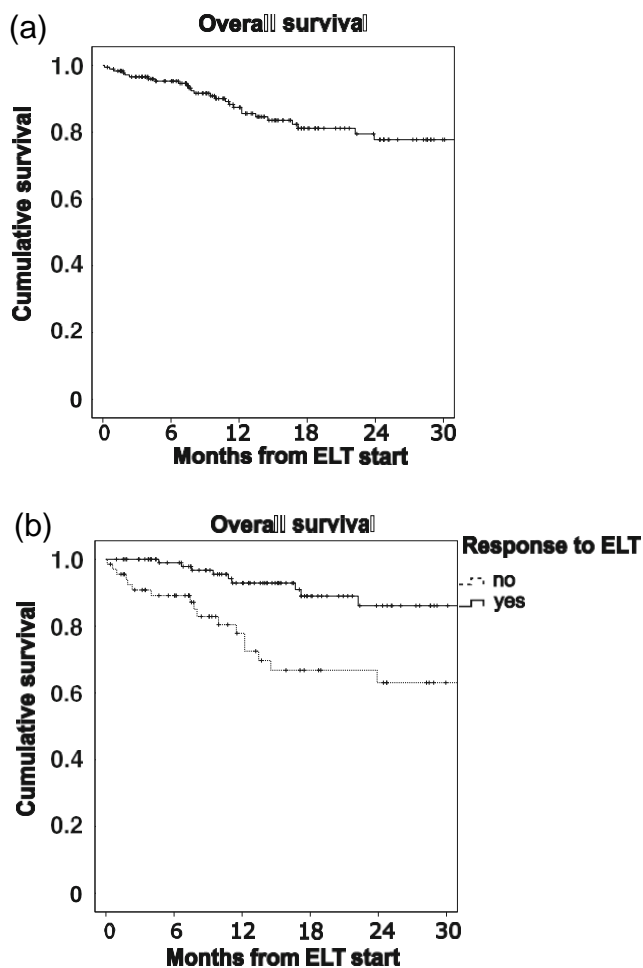 (a)
Overall survival
1.0
0.8
0.6
0.4
0.2
0
Cumulative survival
0 6 12 18 24 30
Months from ELT start
(b)
Overall survival
Response to ELT
no
yes
1.0
0.8
0.6
0.4
0.2
0
Cumulative survival
0 6 12 18 24 30
Months from ELT start